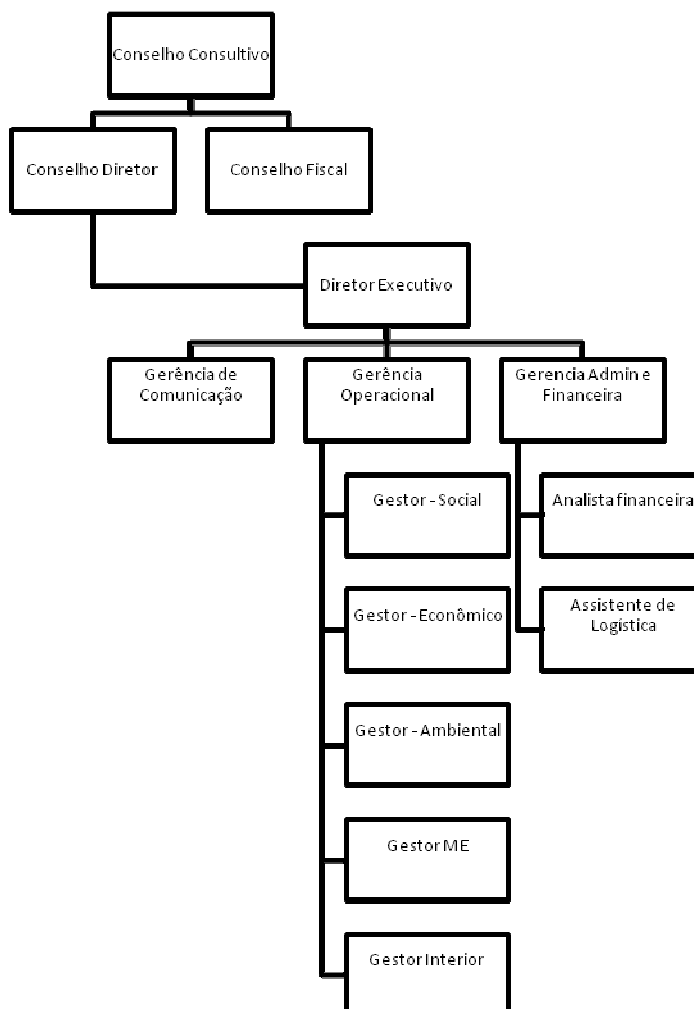 Conselho Consultivo
Conselho Diretor
Conselho Fiscal
Diretor Executivo
Gerência de
Comunicação
Gerência
Operacional
Gerencia Admin e
Financeira
Gestor - Social
Analista financeira
Gestor - Econômico
Assistente de
Logística
Gestor - Ambiental
Gestor ME
Gestor Interior